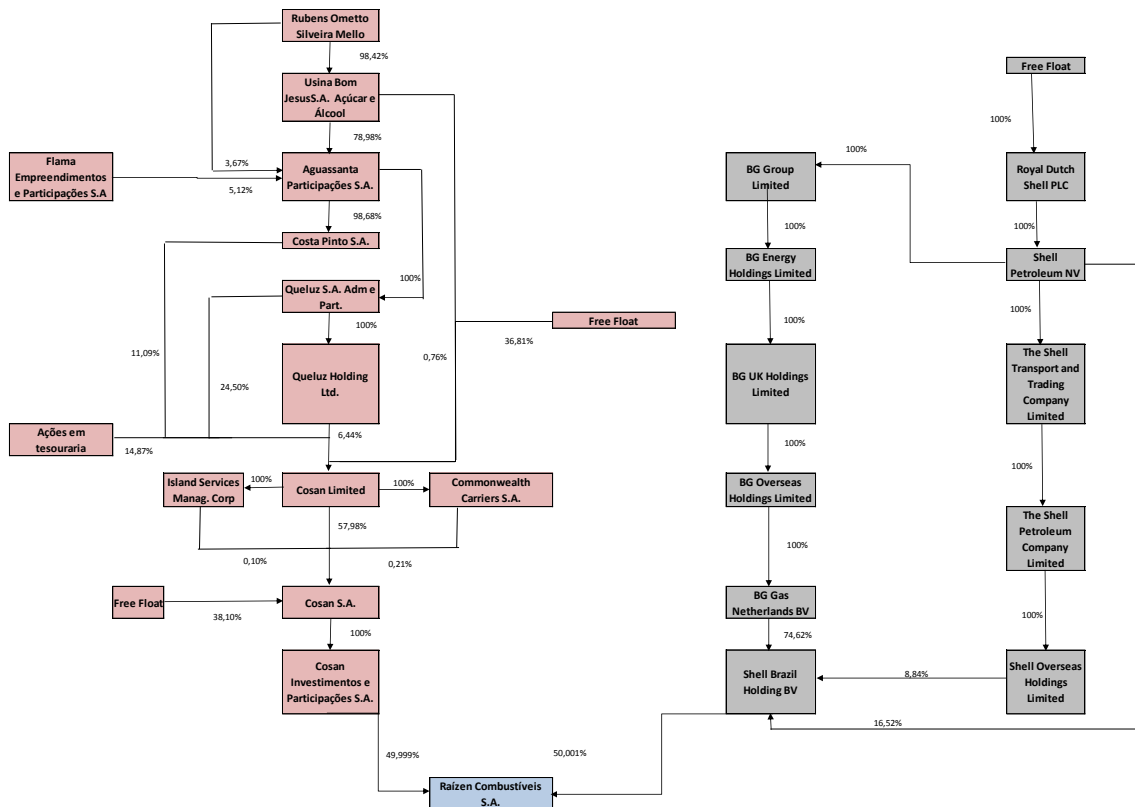 Rubens Ometto
Silveira Mello
98,42%
Usina Bom
JesusS.A. Açúcar e
Álcool
78,98%
Flama
Empreendimentos
e Participações S.A
3,67%
5,12%
Aguassanta
Participações S.A.
98,68%
Costa Pinto S.A.
100%
Queluz S.A. Adm e
Part.
100%
Free Float
36,81%
11,09%
0,76%
24,50%
Queluz Holding
Ltd.
Ações em
tesouraria
14,87%
6,44%
Island Services
Manag. Corp
100%
Cosan Limited
100%
Commonwealth
Carriers S.A.
57,98%
0,10%
0,21%
Free Float
38,10%
Cosan S.A.
100%
Cosan
Investimentos e
Participações S.A.
49,999%
50,001%
Raízen Combustíveis
S.A.
Free Float
100%
100%
BG Group
Limited
Royal Dutch
Shell PLC
100%
100%
BG Energy
Holdings Limited
Shell
Petroleum NV
100%
100%
BG UK Holdings
Limited
The Shell
Transport and
Trading
Company
Limited
100%
100%
BG Overseas
Holdings Limited
The Shell
Petroleum
Company
Limited
100%
100%
BG Gas
Netherlands BV
74,62%
Shell Brazil
Holding BV
8,84%
Shell Overseas
Holdings
Limited
16,52%